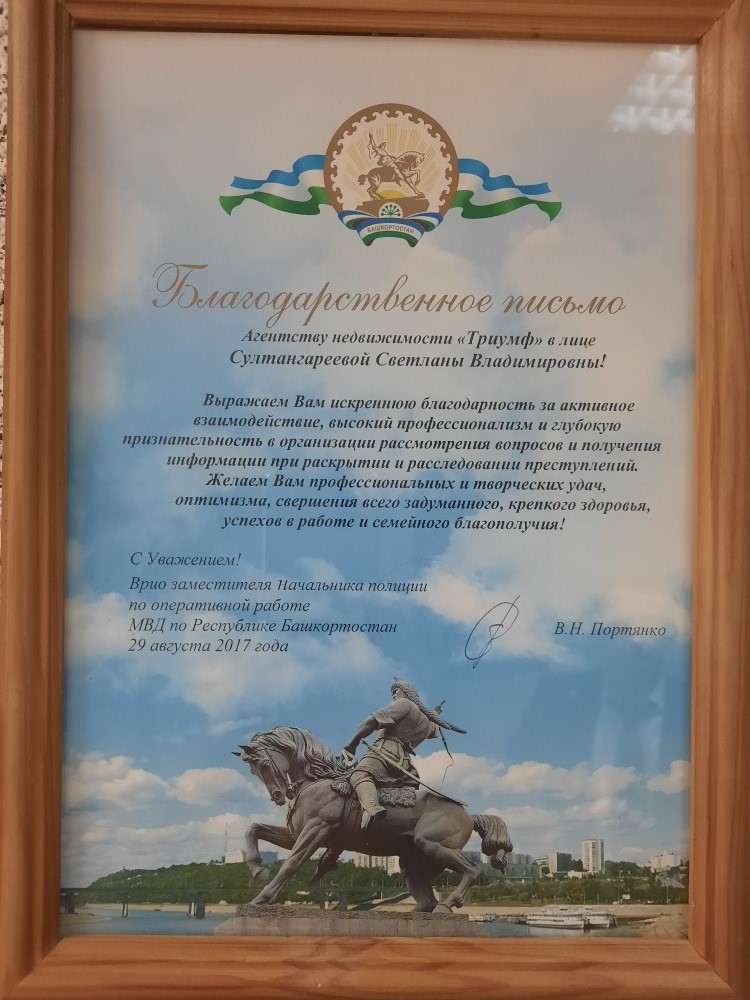 БАШКОРТОСТАН
Благодарственное письмо
Агентству недвижимости «Триумф» в лице
Султангареевой Светланы Владимировны!
Выражаем Вам искреннюю благодарность за активное
взаимодействие, высокий профессионализм и глубокую
признательность в организации рассмотрения вопросов и получения
информации при раскрытии и расследовании преступлений.
Желаем Вам профессиональных и творческих удач,
оптимизма, свершения всего задуманного, крепкого здоровья,
успехов в работе и семейного благополучия!
С Уважением!
Врио заместителя Начальника полиции
по оперативной работе
МВД по Республике Башкортостан
В.Н. Портянко
29 августа 2017 года